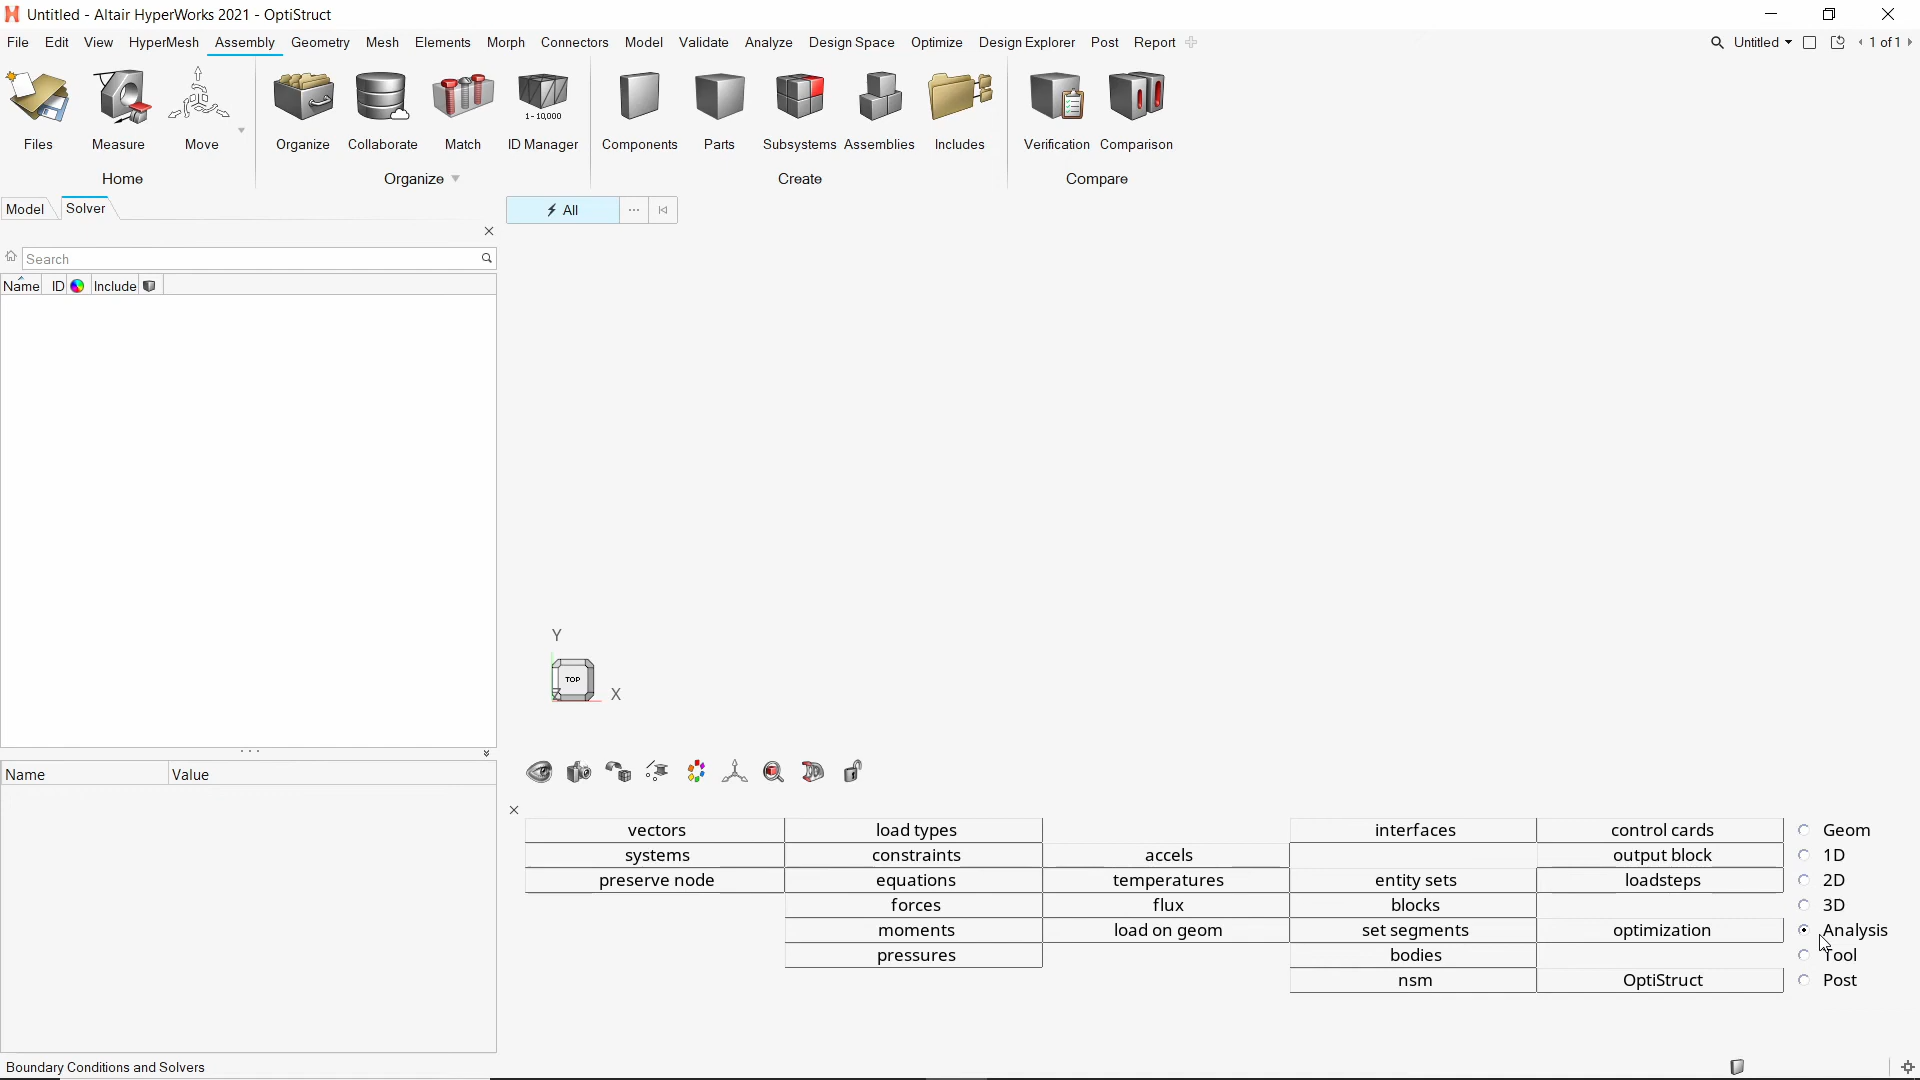 Untitled - Altair HyperWorks 2021 - OptiStruct
File Edit View HyperMesh Assembly Geometry Mesh Elements Morph Connectors Model Validate Analyze Design Space Optimize Design Explorer Post Report Untitled 1 of 1
1-10,000
Files Measure Move Organize Collaborate Match ID Manager Components Parts Subsystems Assemblies Includes Verification Comparison
Home Organize Create Compare
Model Solver
All
Search
Name ID Include
Y
TOP
Z X
Name Value
vectors load types interfaces control cards Geom
systems constraints accels output block 1D
preserve node equations temperatures entity sets loadsteps 2D
forces flux blocks 3D
moments load on geom set segments optimization Analysis
pressures bodies Tool
nsm OptiStruct Post
Boundary Conditions and Solvers